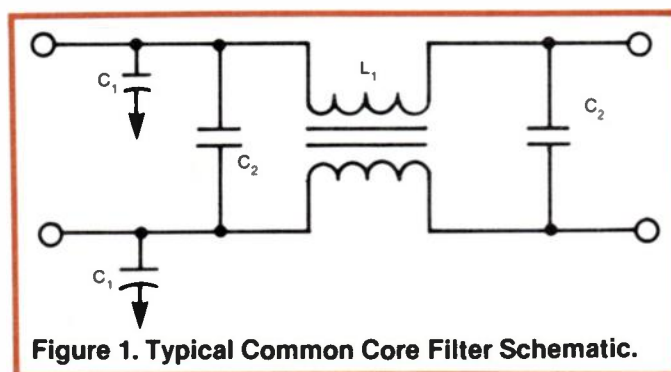 L₁
C₁
C₂
C₂
C₁
Figure 1. Typical Common Core Filter Schematic.